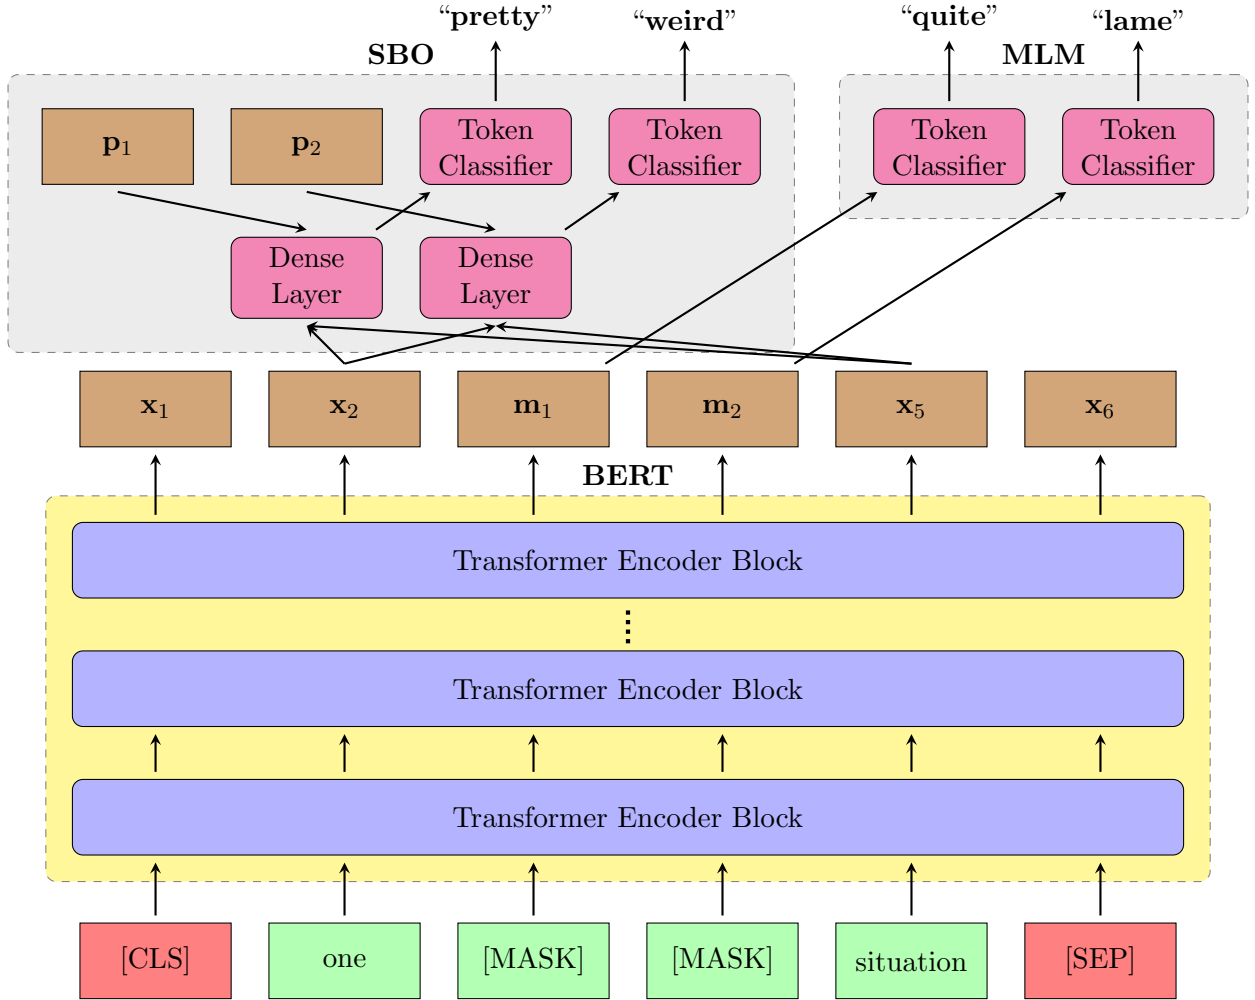 “pretty” “weird” “quite” “lame”
SBO MLM
p₁ p₂ Token Classifier Token Classifier Token Classifier Token Classifier
Dense Layer Dense Layer
x₁ x₂ m₁ m₂ x₅ x₆
BERT
Transformer Encoder Block
Transformer Encoder Block
Transformer Encoder Block
[CLS] one [MASK] [MASK] situation [SEP]